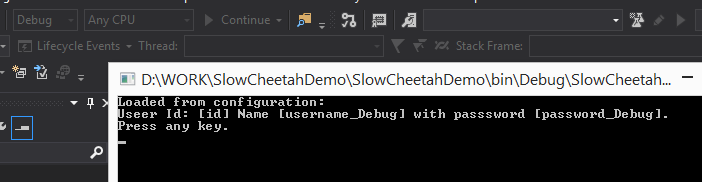 Debug Any CPU Continue
Lifecycle Events Thread: Stack Frame:
D:\WORK\SlowCheetahDemo\SlowCheetahDemo\bin\Debug\SlowCheetah...
Loaded from configuration:
Useer Id: [id] Name [username_Debug] with passsword [password_Debug].
Press any key.